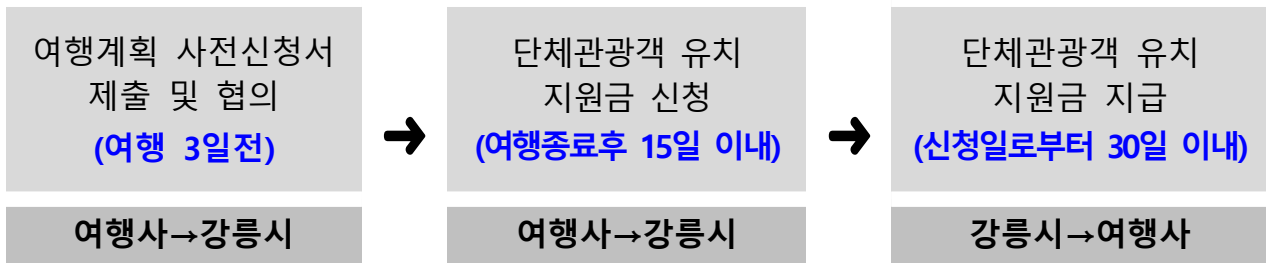 여행계획 사전신청서
제출 및 협의
(여행 3일전)
여행사→강릉시
➜
단체관광객 유치
지원금 신청
(여행종료후 15일 이내)
여행사→강릉시
➜
단체관광객 유치
지원금 지급
(신청일로부터 30일 이내)
강릉시→여행사